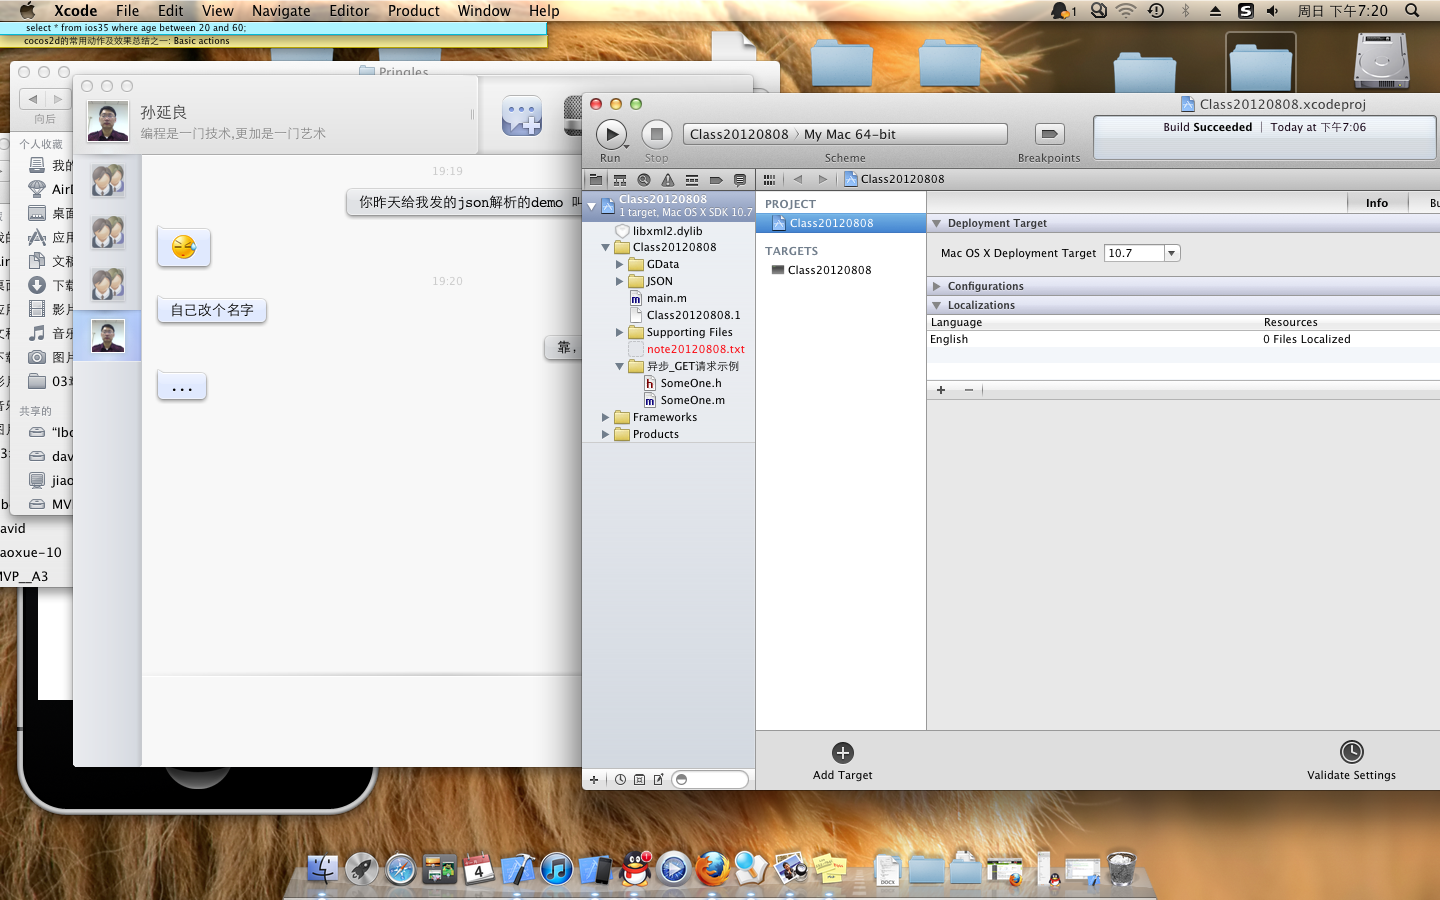 Xcode File Edit View Navigate Editor Product Window Help
1 周日 下午7:20
select * from ios35 where age between 20 and 60;
cocos2d的常用动作及效果总结之一: Basic actions
Pringles
向后
个人收藏
我的
桌面
应用
文稿
下载
影片
音乐
图片
共享的
jiao
avid
aoxue-10
MVP__A3
孙延良
编程是一门技术,更加是一门艺术
19:19
你昨天给我发的json解析的demo 叫
19:20
自己改个名字
靠，
...
Class20120808.xcodeproj
Run
Stop
Class20120808 〉 My Mac 64-bit
Scheme
Breakpoints
Build Succeeded | Today at 下午7:06
Class20120808
Class20120808
1 target, Mac OS X SDK 10.7
libxml2.dylib
Class20120808
GData
JSON
main.m
Class20120808.1
Supporting Files
note20120808.txt
异步_GET请求示例
SomeOne.h
SomeOne.m
Frameworks
Products
PROJECT
Class20120808
TARGETS
Class20120808
Info
Bu
Deployment Target
Mac OS X Deployment Target 10.7
Configurations
Localizations
Language Resources
English 0 Files Localized
Add Target
Validate Settings
4
1
DOCX